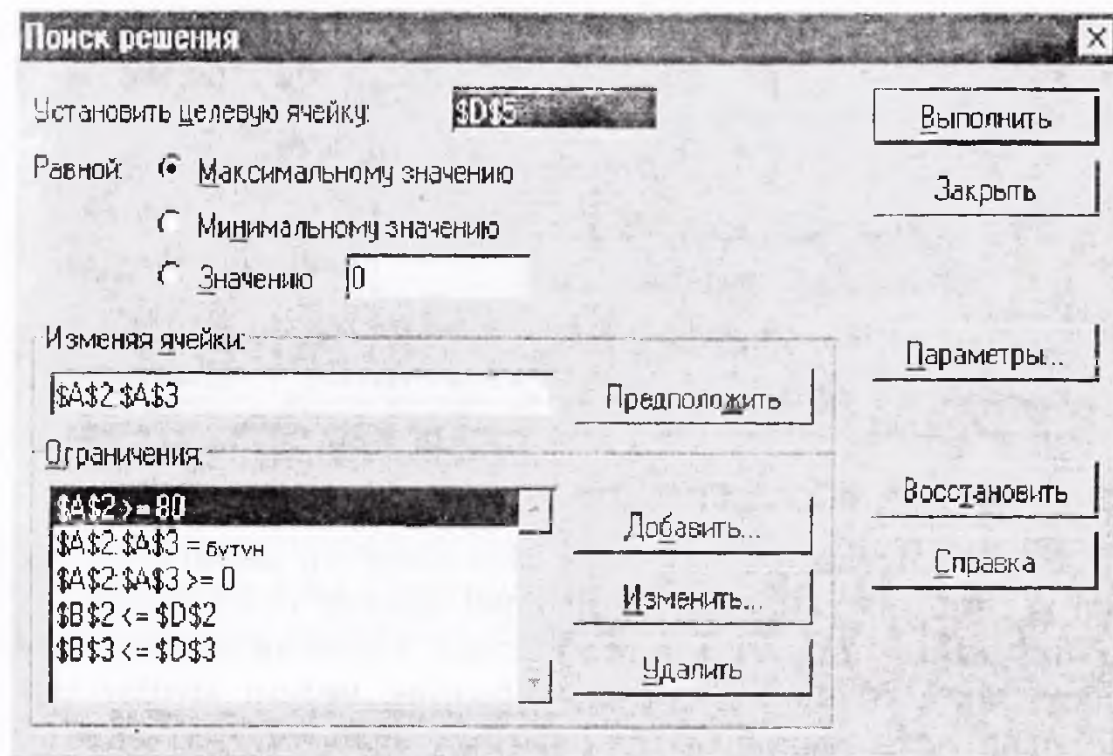 Поиск решения
Установить целевую ячейку: $D$5
Равной: Максимальному значению
Минимальному значению
Значению 0
Изменяя ячейки:
$A$2:$A$3
Предположить
Ограничения:
$A$2 >= 80
$A$2:$A$3 = бутун
$A$2:$A$3 >= 0
$B$2 <= $D$2
$B$3 <= $D$3
Добавить...
Изменить...
Удалить
Выполнить
Закрыть
Параметры...
Восстановить
Справка